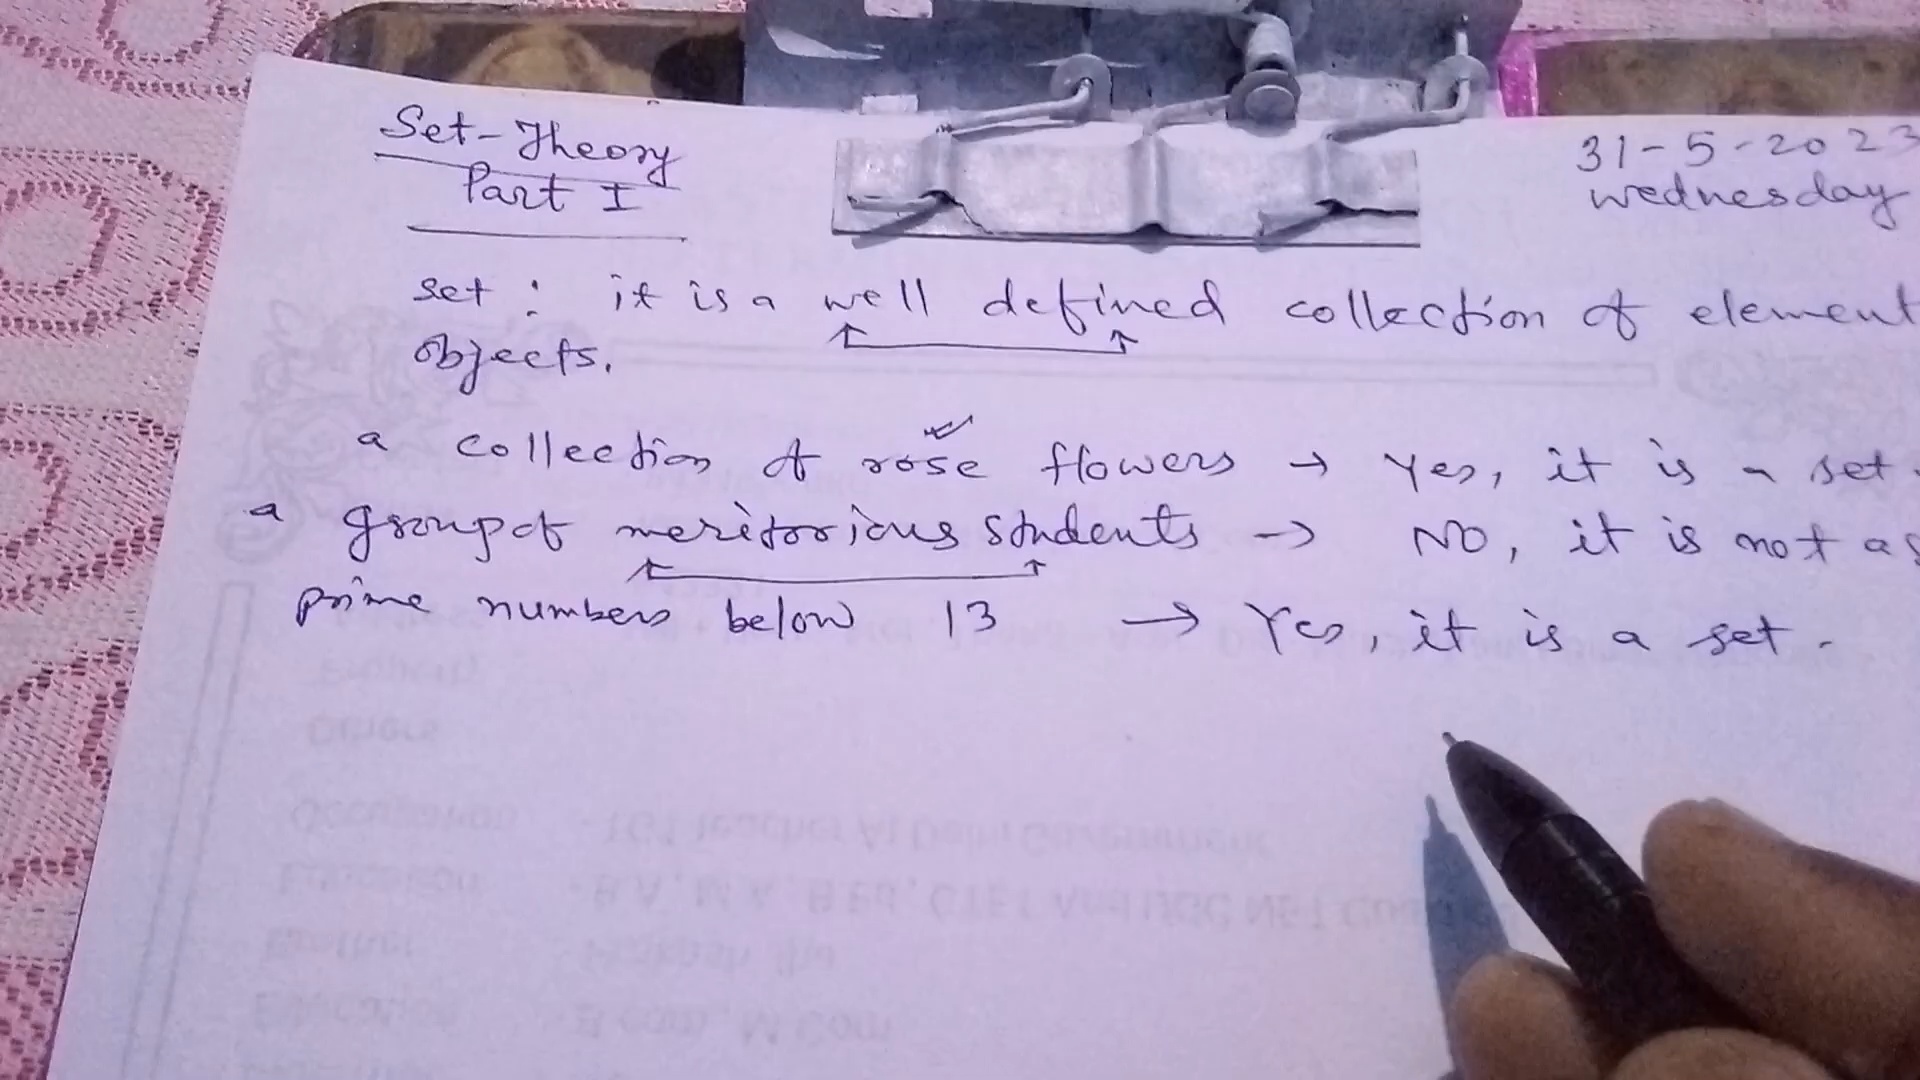 Set-Theory
Part I
31-5-2023
wednesday
set : it is a well defined collection of element
objects.
a collection of rose flowers → Yes, it is a set.
a group of meritorious students → NO, it is not as
prime numbers below 13 → Yes, it is a set.